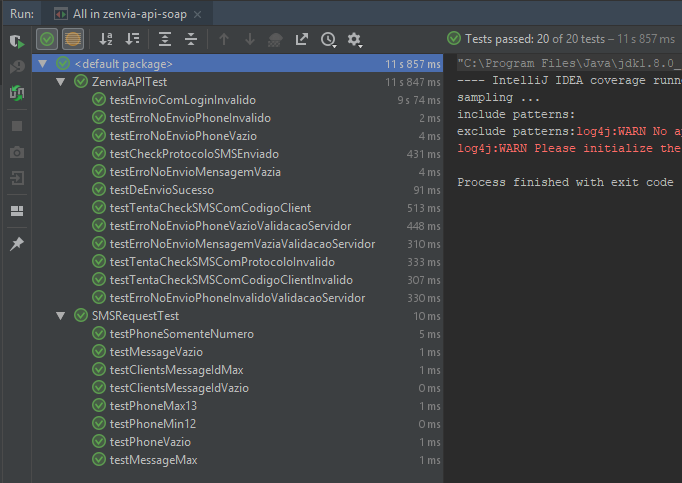 Run: All in zenvia-api-soap ×
Tests passed: 20 of 20 tests – 11 s 857 ms
<default package> 11 s 857 ms
ZenviaAPITest 11 s 847 ms
testEnvioComLoginInvalido 9 s 74 ms
testErroNoEnvioPhoneInvalido 2 ms
testErroNoEnvioPhoneVazio 4 ms
testCheckProtocoloSMSEnviado 431 ms
testErroNoEnvioMensagemVazia 4 ms
testDeEnvioSucesso 91 ms
testTentaCheckSMSComCodigoClient 513 ms
testErroNoEnvioPhoneVazioValidacaoServidor 448 ms
testErroNoEnvioMensagemVaziaValidacaoServidor 310 ms
testTentaCheckSMSComProtocoloInvalido 333 ms
testTentaCheckSMSComCodigoClientInvalido 307 ms
testErroNoEnvioPhoneInvalidoValidacaoServidor 330 ms
SMSRequestTest 10 ms
testPhoneSomenteNumero 5 ms
testMessageVazio 1 ms
testClientsMessageIdMax 1 ms
testClientsMessageIdVazio 0 ms
testPhoneMax13 1 ms
testPhoneMin12 0 ms
testPhoneVazio 1 ms
testMessageMax 1 ms
"C:\Program Files\Java\jdk1.8.0_
---- IntelliJ IDEA coverage runn
sampling ...
include patterns:
exclude patterns:log4j:WARN No ap
log4j:WARN Please initialize the
Process finished with exit code